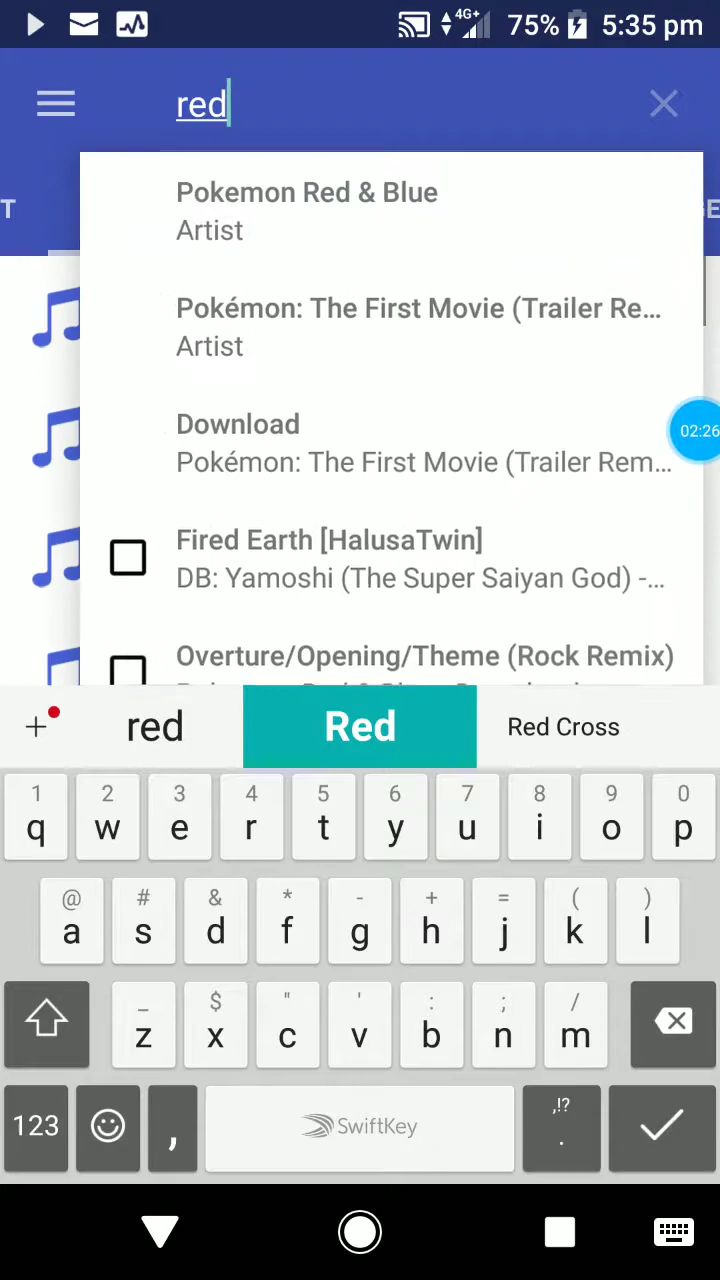 4G+ 75% 5:35 pm
red
T
GE
Pokemon Red & Blue
Artist
Pokémon: The First Movie (Trailer Re...
Artist
Download
Pokémon: The First Movie (Trailer Rem...
02:26
Fired Earth [HalusaTwin]
DB: Yamoshi (The Super Saiyan God) -...
Overture/Opening/Theme (Rock Remix)
+ red Red Red Cross
1 2 3 4 5 6 7 8 9 0
q w e r t y u i o p
@ # & * - + = ( )
a s d f g h j k l
_ $ " ' : ; /
z x c v b n m
123 , SwiftKey ,!? .